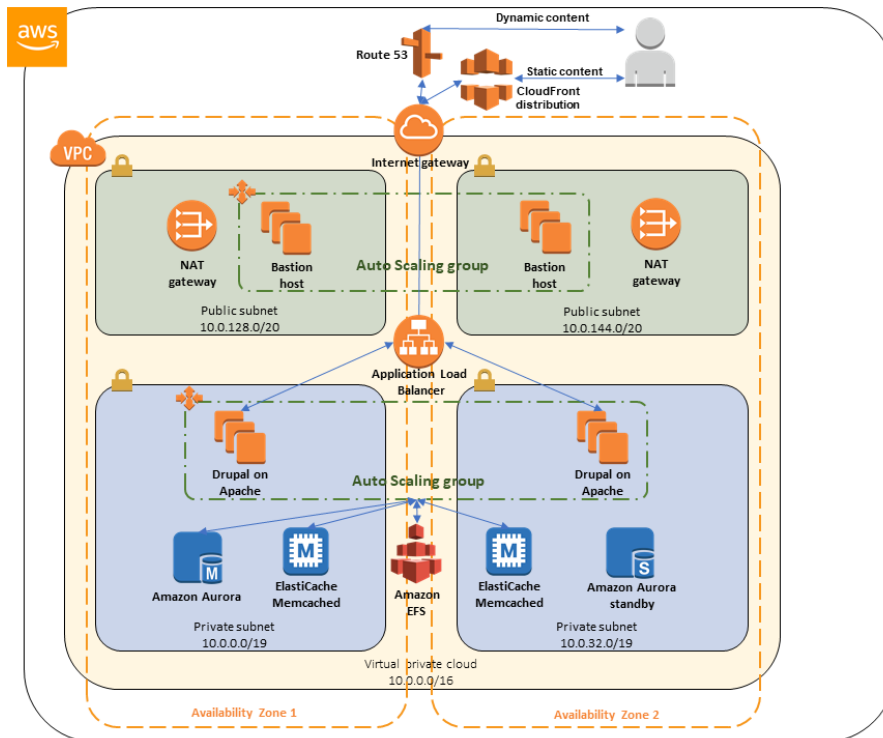 aws
Dynamic content
Route 53
Static content
CloudFront
distribution
VPC
Internet gateway
NAT
gateway
Bastion
host
Auto Scaling group
Bastion
host
NAT
gateway
Public subnet
10.0.128.0/20
Public subnet
10.0.144.0/20
Application Load
Balancer
Drupal on
Apache
Drupal on
Apache
Auto Scaling group
M
Amazon Aurora
M
ElastiCache
Memcached
Amazon
EFS
M
ElastiCache
Memcached
S
Amazon Aurora
standby
Private subnet
10.0.0.0/19
Private subnet
10.0.32.0/19
Virtual private cloud
10.0.0.0/16
Availability Zone 1
Availability Zone 2